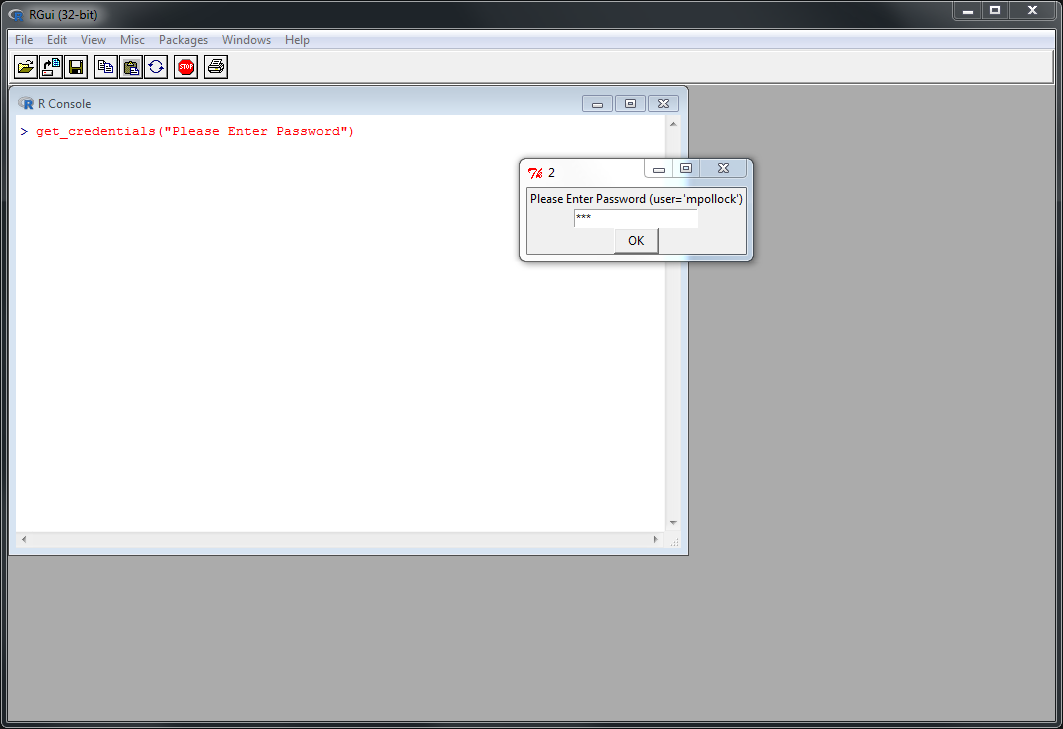 RGui (32-bit)
File Edit View Misc Packages Windows Help
STOP
R Console
> get_credentials("Please Enter Password")
7% 2
Please Enter Password (user='mpollock')
***
OK